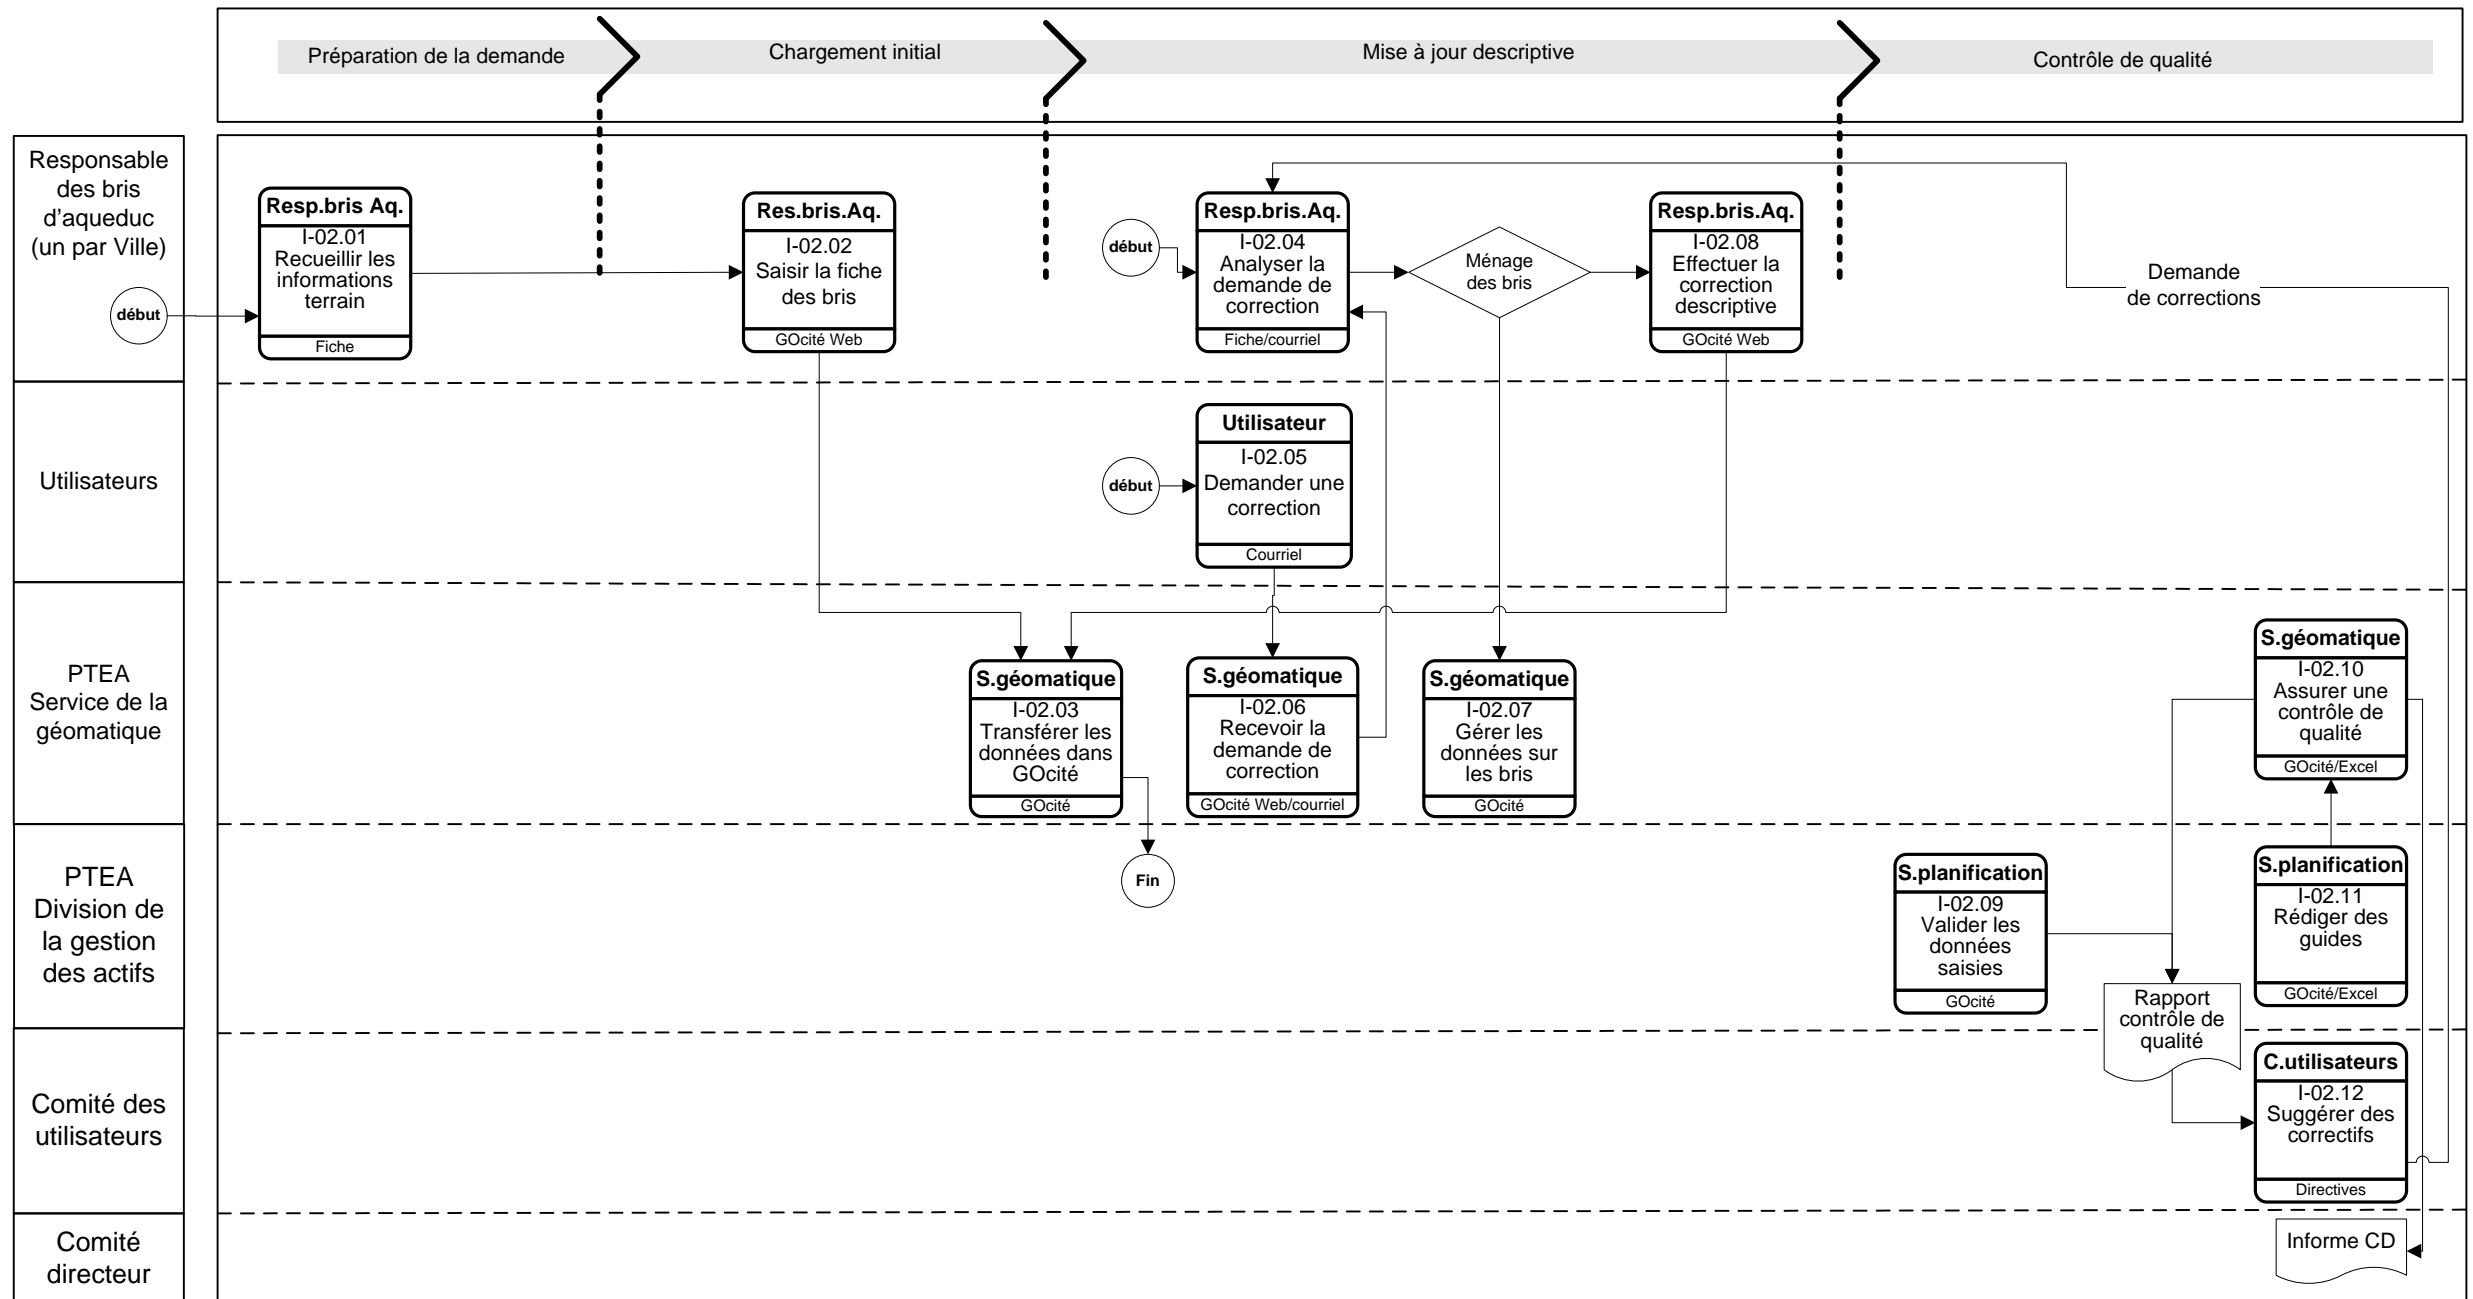 Préparation de la demande
Chargement initial
Mise à jour descriptive
Contrôle de qualité
Responsable
des bris
d'aqueduc
(un par Ville)
début
Resp.bris Aq.
I-02.01
Recueillir les
informations
terrain
Fiche
Res.bris.Aq.
I-02.02
Saisir la fiche
des bris
GOcité Web
début
Resp.bris.Aq.
I-02.04
Analyser la
demande de
correction
Fiche/courriel
Ménage
des bris
Resp.bris.Aq.
I-02.08
Effectuer la
correction
descriptive
GOcité Web
Demande
de corrections
Utilisateurs
début
Utilisateur
I-02.05
Demander une
correction
Courriel
PTEA
Service de la
géomatique
S.géomatique
I-02.03
Transférer les
données dans
GOcité
GOcité
S.géomatique
I-02.06
Recevoir la
demande de
correction
GOcité Web/courriel
S.géomatique
I-02.07
Gérer les
données sur
les bris
GOcité
S.géomatique
I-02.10
Assurer une
contrôle de
qualité
GOcité/Excel
PTEA
Division de
la gestion
des actifs
Fin
S.planification
I-02.09
Valider les
données
saisies
GOcité
S.planification
I-02.11
Rédiger des
guides
GOcité/Excel
Rapport
contrôle de
qualité
Comité des
utilisateurs
C.utilisateurs
I-02.12
Suggérer des
correctifs
Directives
Comité
directeur
Informe CD